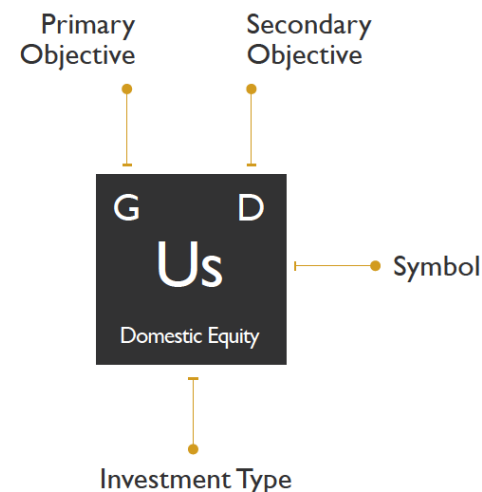 Primary
Objective
Secondary
Objective
G
D
Us
Domestic Equity
Symbol
Investment Type